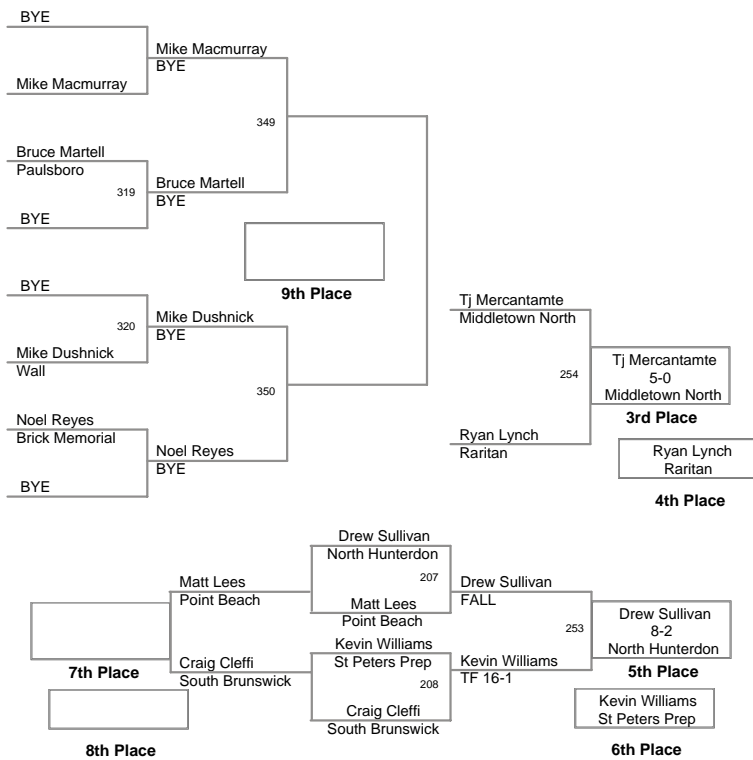 BYE
Mike Macmurray
BYE
Mike Macmurray
349
Bruce Martell
Paulsboro
319
Bruce Martell
BYE
BYE
9th Place
BYE
320
Mike Dushnick
BYE
Mike Dushnick
Wall
350
Noel Reyes
Brick Memorial
Noel Reyes
BYE
BYE
Tj Mercantamte
Middletown North
254
Tj Mercantamte
5-0
Middletown North
3rd Place
Ryan Lynch
Raritan
Ryan Lynch
Raritan
4th Place
Drew Sullivan
North Hunterdon
207
Matt Lees
Point Beach
Matt Lees
Point Beach
Drew Sullivan
FALL
253
Drew Sullivan
8-2
North Hunterdon
5th Place
7th Place
Craig Cleffi
South Brunswick
Kevin Williams
St Peters Prep
208
Craig Cleffi
South Brunswick
Kevin Williams
TF 16-1
Kevin Williams
St Peters Prep
6th Place
8th Place